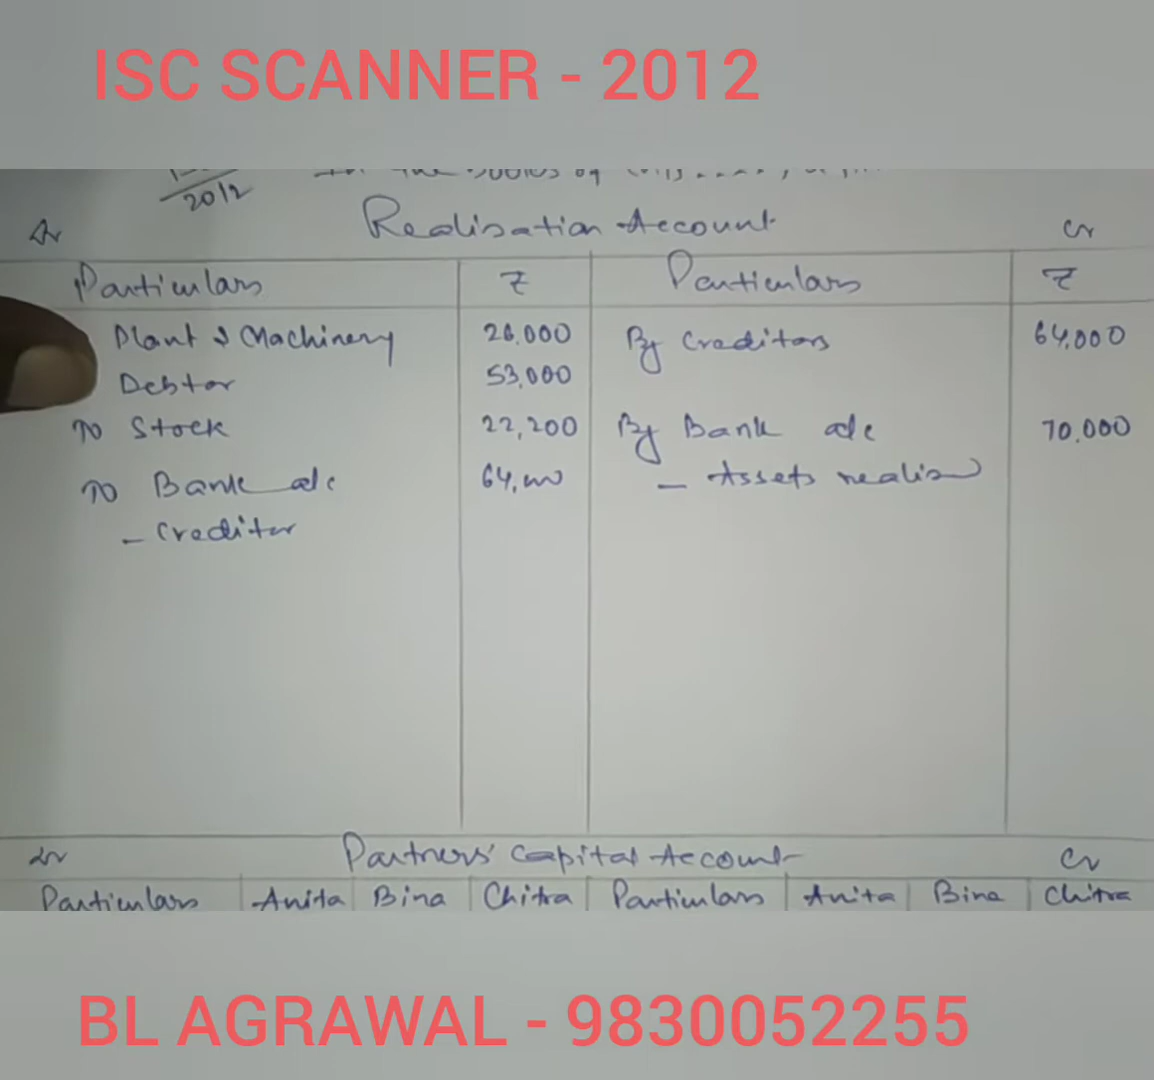 ISC SCANNER - 2012
2012
Realisation Account
Dr Cr
Particulars ₹ Particulars ₹
Plant & Machinery 26,000 By Creditors 64,000
Debtor 53,000
To Stock 22,200 By Bank a/c 70,000
To Bank a/c 64,000 - Assets realis
- Creditor
Dr Partners' Capital Account Cr
Particulars Anita Bina Chitra Particulars Anita Bina Chitra
BL AGRAWAL - 9830052255